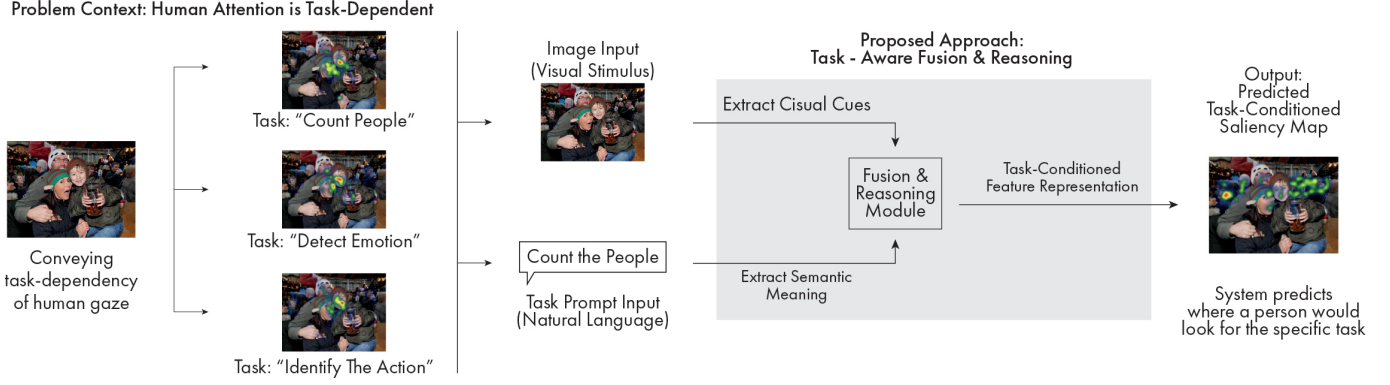 Problem Context: Human Attention is Task-Dependent
Conveying
task-dependency
of human gaze
Task: “Count People”
Task: “Detect Emotion”
Task: “Identify The Action”
Image Input
(Visual Stimulus)
Count the People
Task Prompt Input
(Natural Language)
Proposed Approach:
Task - Aware Fusion & Reasoning
Extract Cisual Cues
Fusion &
Reasoning
Module
Extract Semantic
Meaning
Task-Conditioned
Feature Representation
Output:
Predicted
Task-Conditioned
Saliency Map
System predicts
where a person would
look for the specific task